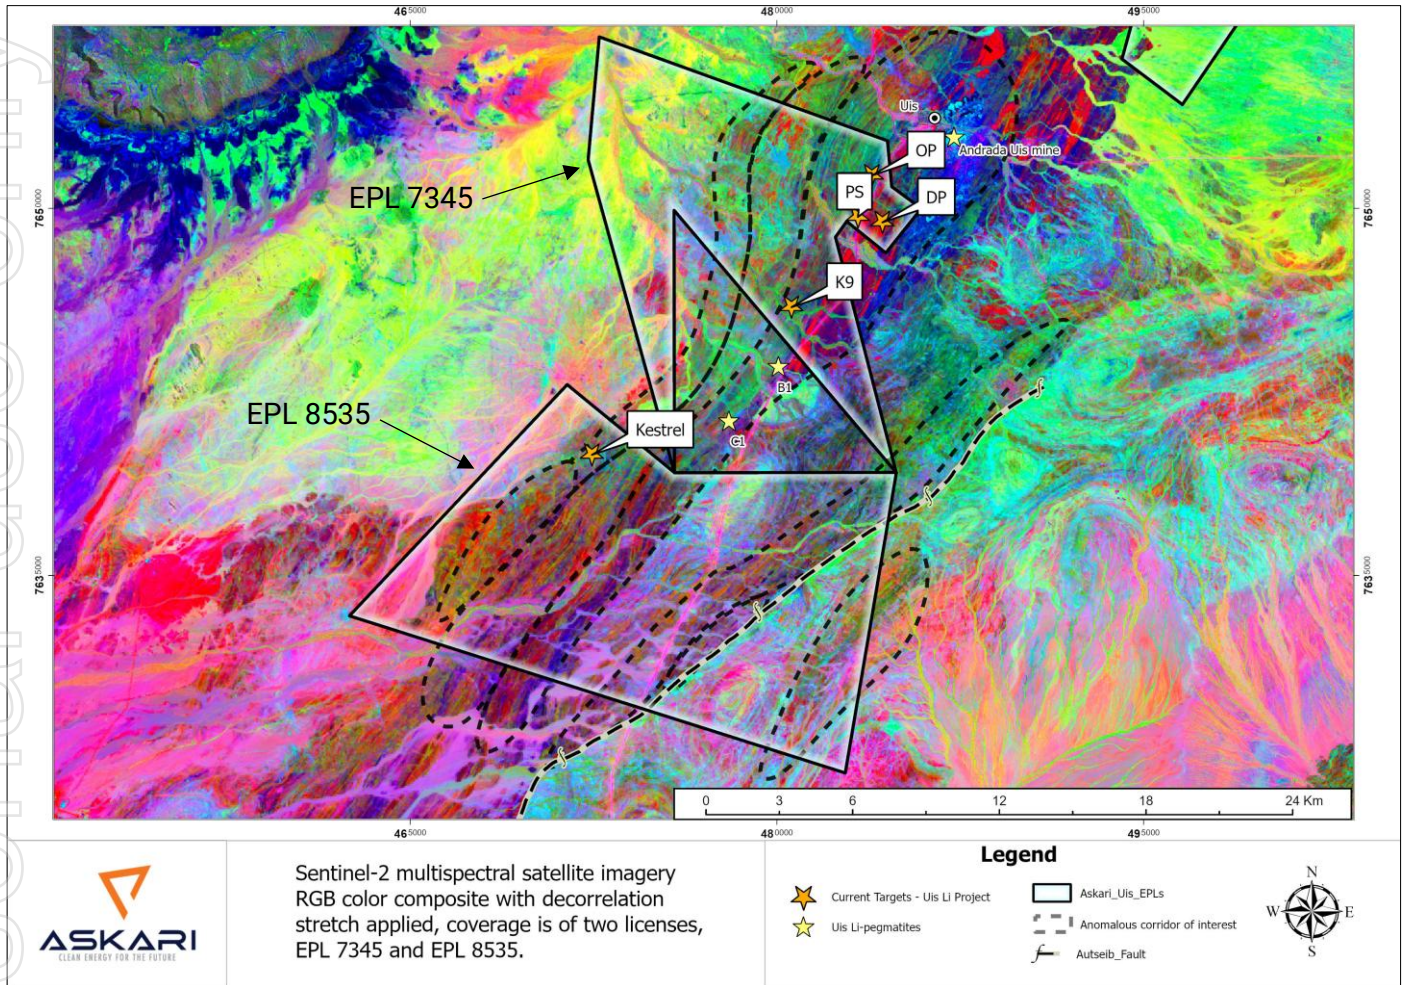 465000
480000
495000
Uis
Andrada Uis mine
OP
PS
DP
EPL 7345
7650000
7650000
K9
B1
EPL 8535
Kestrel
C1
f
f
f
f
7635000
7635000
0 3 6 12 18 24 Km
465000
480000
495000
ASKARI
CLEAN ENERGY FOR THE FUTURE
Sentinel-2 multispectral satellite imagery
RGB color composite with decorrelation
stretch applied, coverage is of two licenses,
EPL 7345 and EPL 8535.
Legend
Current Targets - Uis Li Project
Uis Li-pegmatites
Askari_Uis_EPLs
Anomalous corridor of interest
f
Autseib_Fault
N
W
E
S